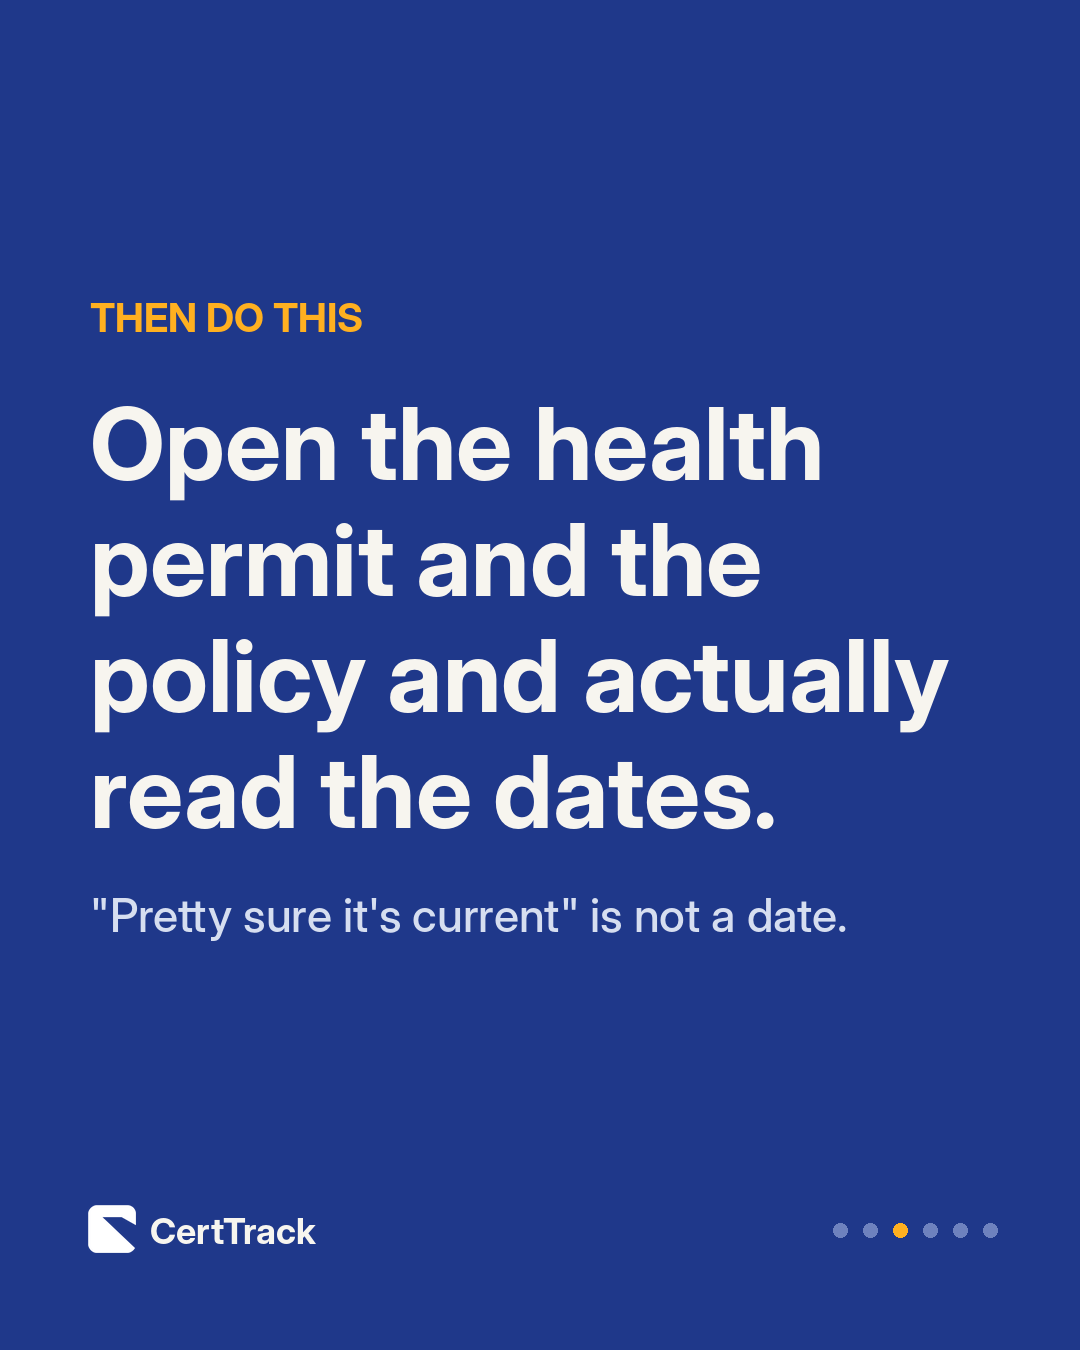 THEN DO THIS
Open the health
permit and the
policy and actually
read the dates.
"Pretty sure it's current" is not a date.
CertTrack